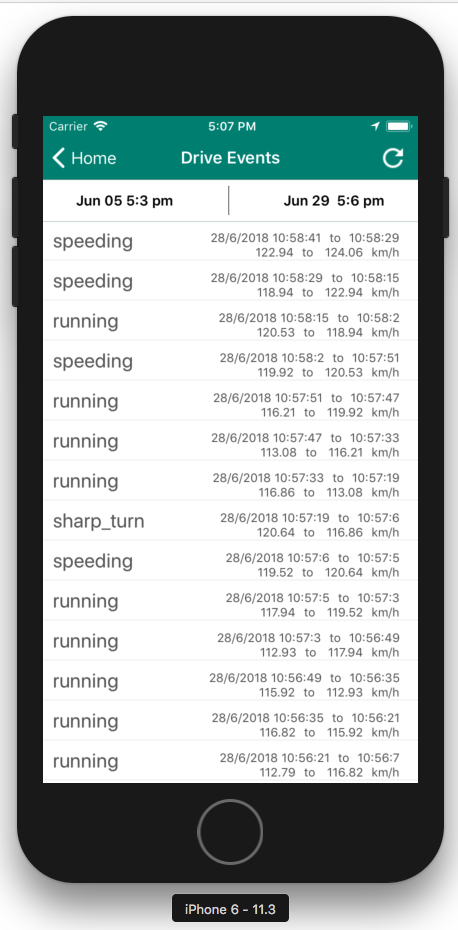 Carrier 5:07 PM
Home Drive Events
Jun 05 5:3 pm Jun 29 5:6 pm
speeding 28/6/2018 10:58:41 to 10:58:29
122.94 to 124.06 km/h
speeding 28/6/2018 10:58:29 to 10:58:15
118.94 to 122.94 km/h
running 28/6/2018 10:58:15 to 10:58:2
120.53 to 118.94 km/h
speeding 28/6/2018 10:58:2 to 10:57:51
119.92 to 120.53 km/h
running 28/6/2018 10:57:51 to 10:57:47
116.21 to 119.92 km/h
running 28/6/2018 10:57:47 to 10:57:33
113.08 to 116.21 km/h
running 28/6/2018 10:57:33 to 10:57:19
116.86 to 113.08 km/h
sharp_turn 28/6/2018 10:57:19 to 10:57:6
120.64 to 116.86 km/h
speeding 28/6/2018 10:57:6 to 10:57:5
119.52 to 120.64 km/h
running 28/6/2018 10:57:5 to 10:57:3
117.94 to 119.52 km/h
running 28/6/2018 10:57:3 to 10:56:49
112.93 to 117.94 km/h
running 28/6/2018 10:56:49 to 10:56:35
115.92 to 112.93 km/h
running 28/6/2018 10:56:35 to 10:56:21
116.82 to 115.92 km/h
running 28/6/2018 10:56:21 to 10:56:7
112.79 to 116.82 km/h
iPhone 6 - 11.3